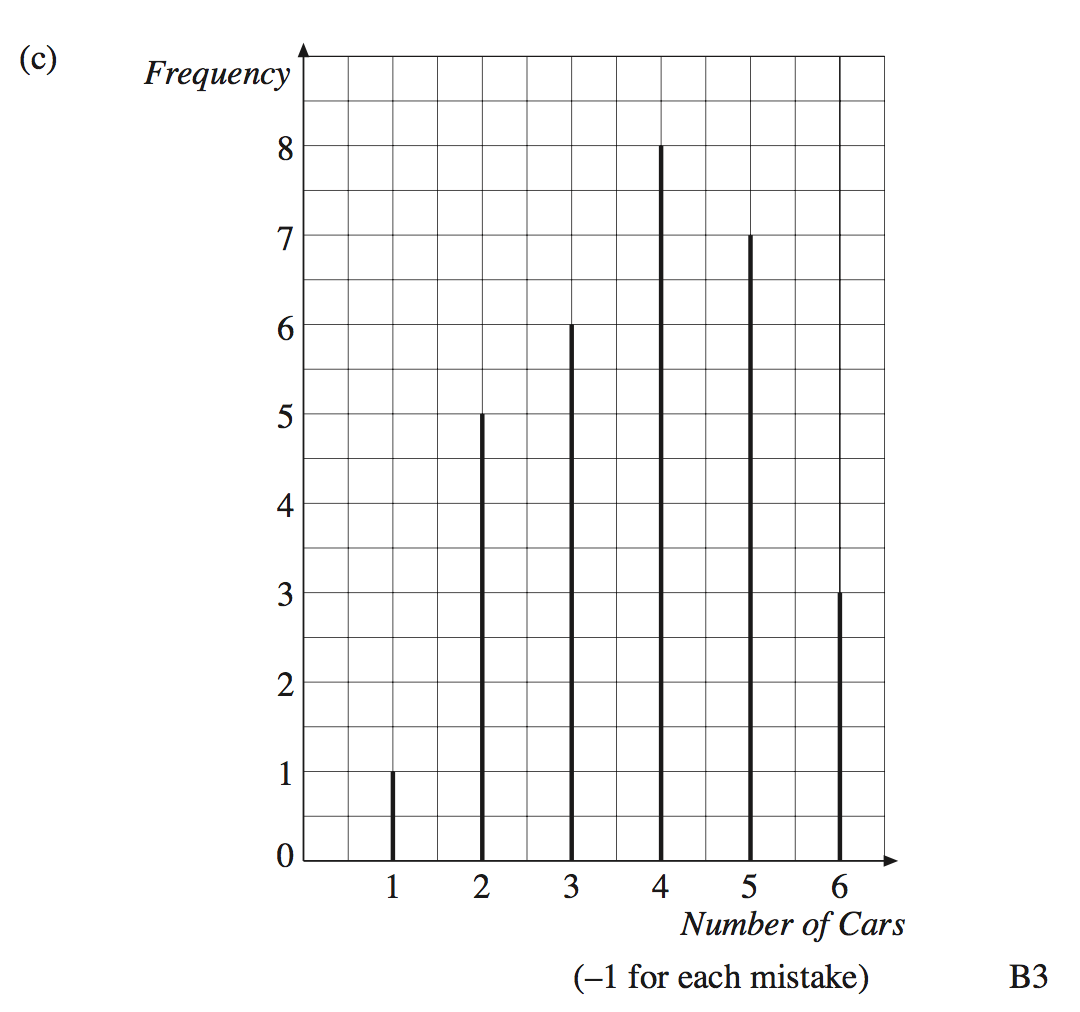 (c)
Frequency
8
7
6
5
4
3
2
1
0
1 2 3 4 5 6
Number of Cars
(–1 for each mistake) B3